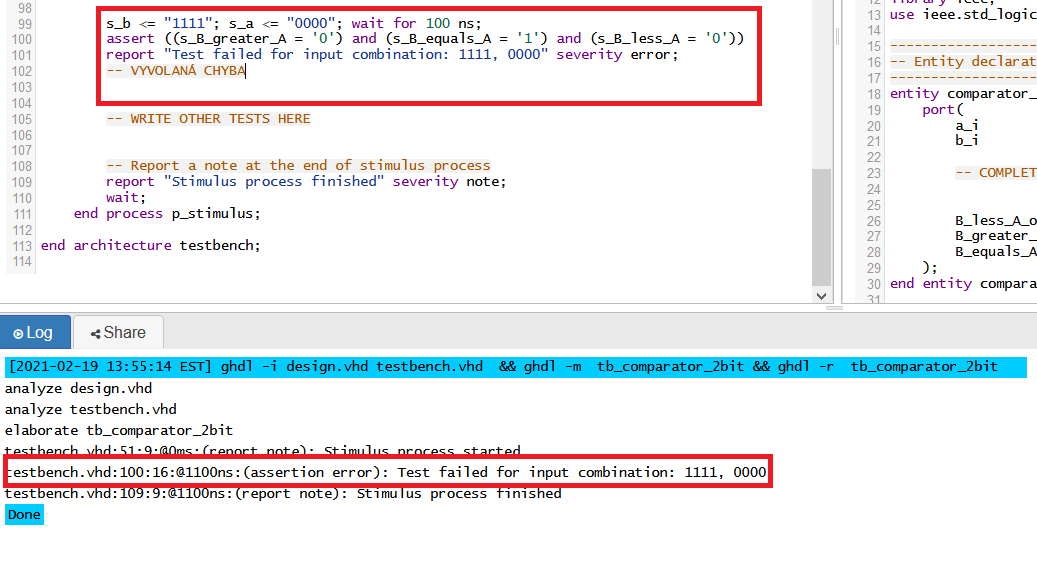 98
99 s_b <= "1111"; s_a <= "0000"; wait for 100 ns;
100 assert ((s_B_greater_A = '0') and (s_B_equals_A = '1') and (s_B_less_A = '0'))
101 report "Test failed for input combination: 1111, 0000" severity error;
102 -- VYVOLANÁ CHYBA
103
104
105 -- WRITE OTHER TESTS HERE
106
107
108 -- Report a note at the end of stimulus process
109 report "Stimulus process finished" severity note;
110 wait;
111 end process p_stimulus;
112
113 end architecture testbench;
114
12 library ieee;
13 use ieee.std_logic
14
15 ------------------
16 -- Entity declarat
17 ------------------
18 entity comparator_
19 port(
20 a_i
21 b_i
22
23 -- COMPLET
24
25
26 B_less_A_o
27 B_greater_
28 B_equals_A
29 );
30 end entity compara
31
Log
Share
[2021-02-19 13:55:14 EST] ghdl -i design.vhd testbench.vhd && ghdl -m tb_comparator_2bit && ghdl -r tb_comparator_2bit
analyze design.vhd
analyze testbench.vhd
elaborate tb_comparator_2bit
testbench.vhd:51:9:@0ms:(report note): Stimulus process started
testbench.vhd:100:16:@1100ns:(assertion error): Test failed for input combination: 1111, 0000
testbench.vhd:109:9:@1100ns:(report note): Stimulus process finished
Done